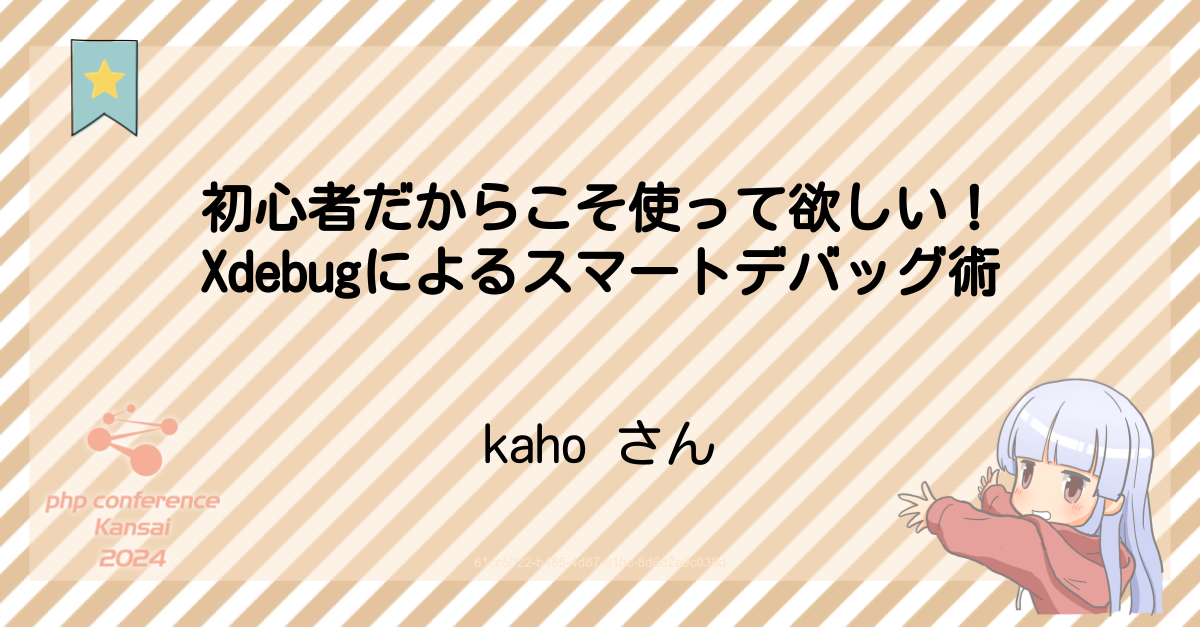 初心者だからこそ使って欲しい！
Xdebugによるスマートデバッグ術
kaho さん
php conference
Kansai
2024